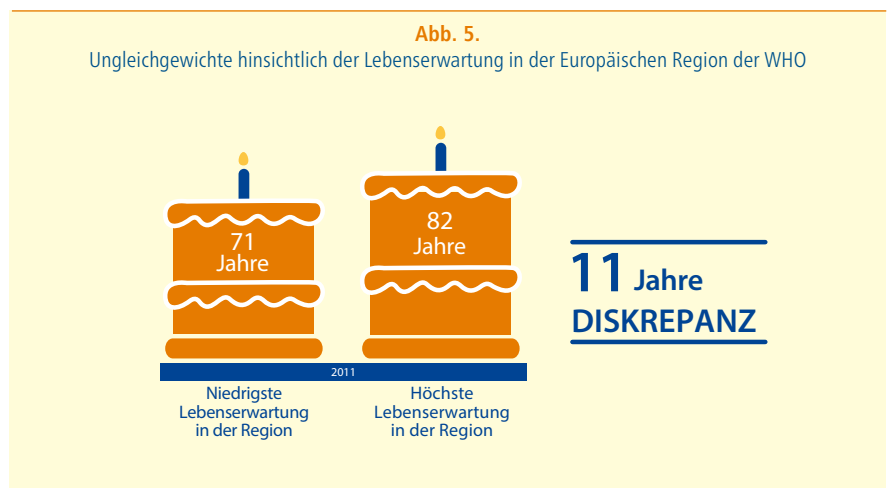 Abb. 5.
Ungleichgewichte hinsichtlich der Lebenserwartung in der Europäischen Region der WHO
71
Jahre
82
Jahre
11 Jahre
DISKREPANZ
2011
Niedrigste
Lebenserwartung
in der Region
Höchste
Lebenserwartung
in der Region